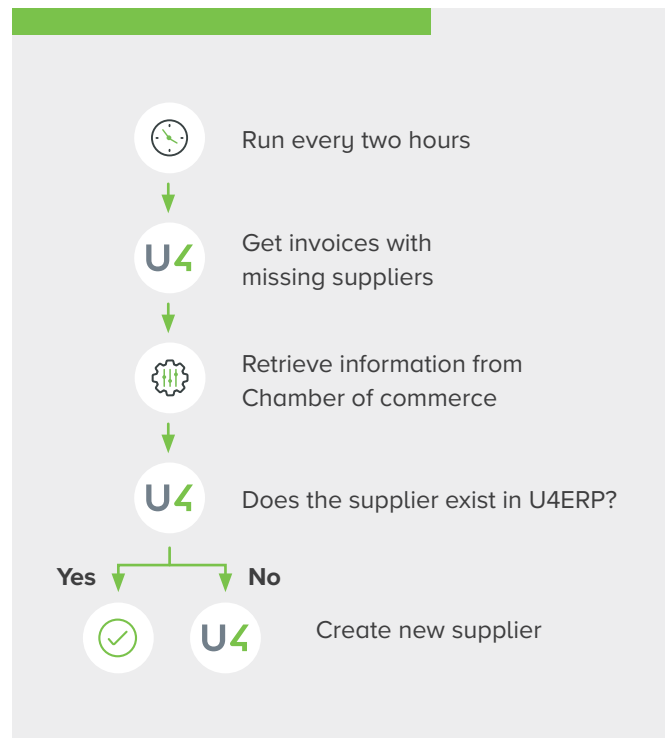 Run every two hours
U4
Get invoices with
missing suppliers
Retrieve information from
Chamber of commerce
U4
Does the supplier exist in U4ERP?
Yes
No
U4
Create new supplier